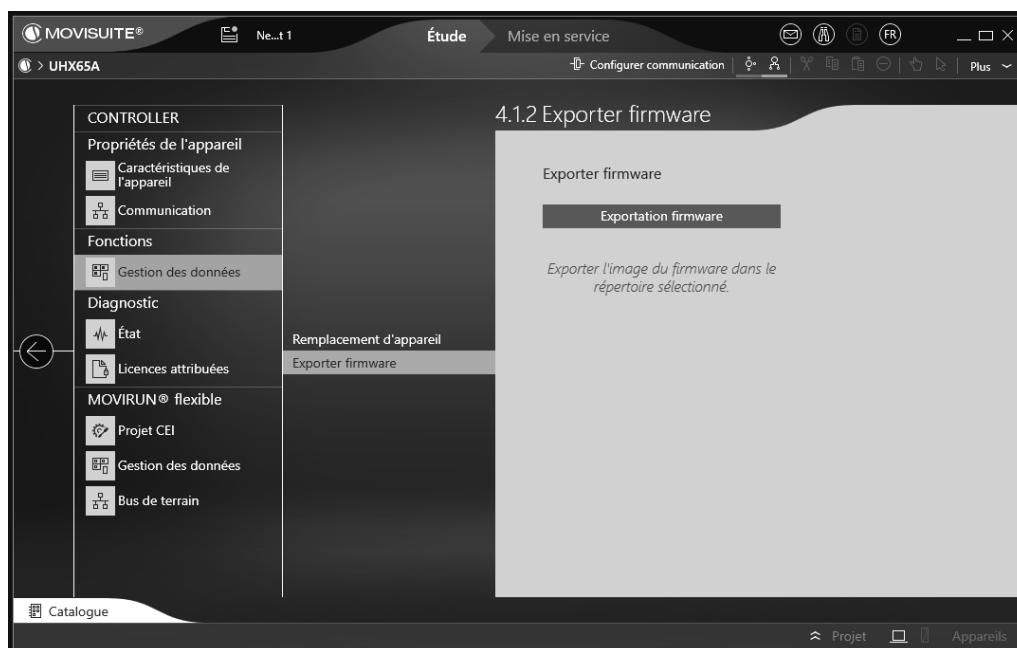 MOVISUITE®
Ne...t 1
Étude
Mise en service
FR
> UHX65A
Configurer communication
Plus
CONTROLLER
Propriétés de l'appareil
Caractéristiques de
l'appareil
Communication
Fonctions
Gestion des données
Diagnostic
État
Licences attribuées
MOVIRUN® flexible
Projet CEI
Gestion des données
Bus de terrain
Remplacement d'appareil
Exporter firmware
4.1.2 Exporter firmware
Exporter firmware
Exportation firmware
Exporter l'image du firmware dans le
répertoire sélectionné.
Catalogue
Projet
Appareils